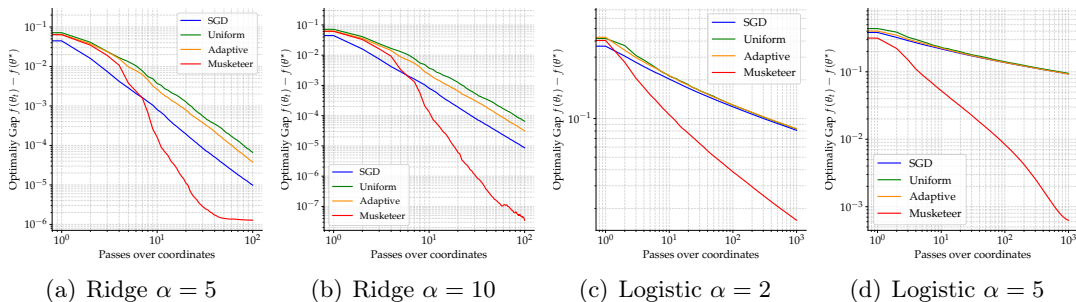 Optimality Gap f(θₜ) − f(θ*)
10⁻¹
10⁻²
10⁻³
10⁻⁴
10⁻⁵
10⁻⁶
SGD
Uniform
Adaptive
Musketeer
10⁰ 10¹ 10²
Passes over coordinates
(a) Ridge α = 5
Optimality Gap f(θₜ) − f(θ*)
10⁻¹
10⁻²
10⁻³
10⁻⁴
10⁻⁵
10⁻⁶
10⁻⁷
SGD
Uniform
Adaptive
Musketeer
10⁰ 10¹ 10²
Passes over coordinates
(b) Ridge α = 10
Optimality Gap f(θₜ) − f(θ*)
10⁻¹
SGD
Uniform
Adaptive
Musketeer
10⁰ 10¹ 10² 10³
Passes over coordinates
(c) Logistic α = 2
Optimality Gap f(θₜ) − f(θ*)
10⁻¹
10⁻²
10⁻³
SGD
Uniform
Adaptive
Musketeer
10⁰ 10¹ 10² 10³
Passes over coordinates
(d) Logistic α = 5